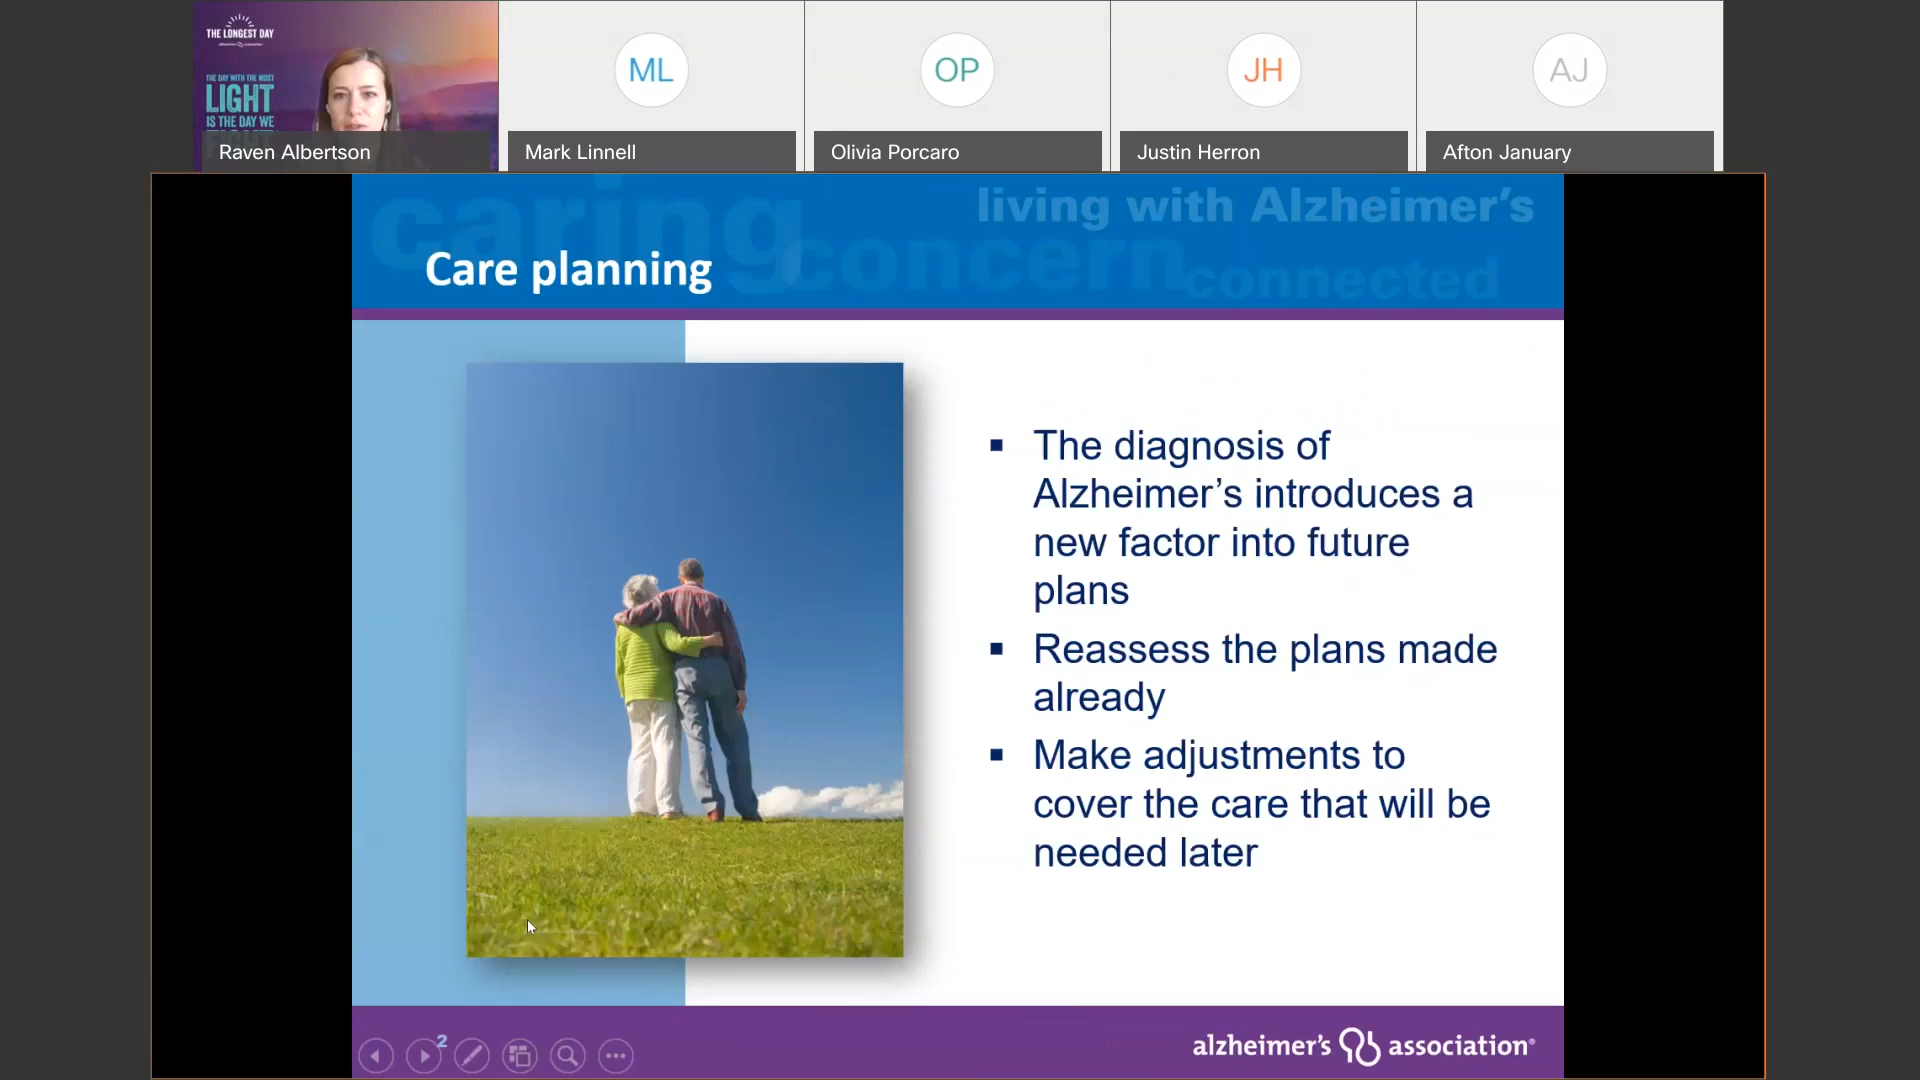 THE LONGEST DAY
alzheimer's association
THE DAY WITH THE MOST
LIGHT
IS THE DAY WE
FIGHT
Raven Albertson
ML
Mark Linnell
OP
Olivia Porcaro
JH
Justin Herron
AJ
Afton January
caring
living with Alzheimer's
concern
connected
Care planning
▪ The diagnosis of
Alzheimer’s introduces a
new factor into future
plans
▪ Reassess the plans made
already
▪ Make adjustments to
cover the care that will be
needed later
2
alzheimer's association®